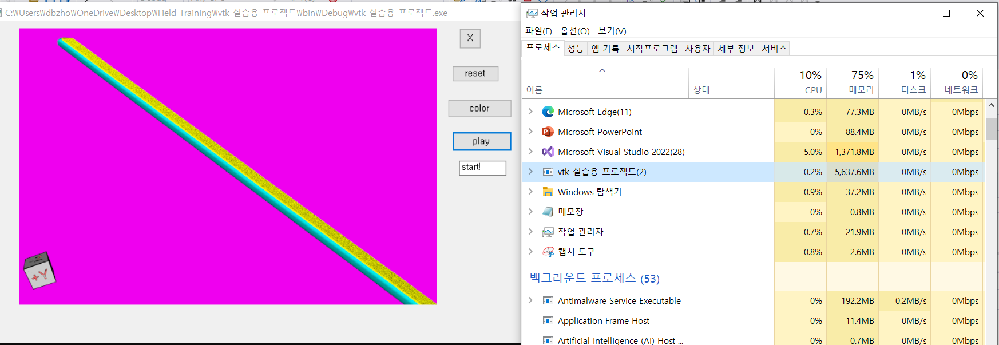 C:￦Users￦dbzho￦OneDrive￦Desktop￦Field_Training￦vtk_실습용_프로젝트￦bin￦Debug￦vtk_실습용_프로젝트.exe
X
reset
color
play
start!
+Y
작업 관리자
파일(F) 옵션(O) 보기(V)
프로세스 성능 앱 기록 시작프로그램 사용자 세부 정보 서비스
10% 75% 1% 0%
이름 상태 CPU 메모리 디스크 네트워크
Microsoft Edge(11) 0.3% 77.3MB 0MB/s 0Mbps
Microsoft PowerPoint 0% 88.4MB 0MB/s 0Mbps
Microsoft Visual Studio 2022(28) 5.0% 1,371.8MB 0MB/s 0Mbps
vtk_실습용_프로젝트(2) 0.2% 5,637.6MB 0MB/s 0Mbps
Windows 탐색기 0.9% 37.2MB 0MB/s 0Mbps
메모장 0% 0.8MB 0MB/s 0Mbps
작업 관리자 0.7% 21.9MB 0MB/s 0Mbps
캡처 도구 0.8% 2.6MB 0MB/s 0Mbps
백그라운드 프로세스 (53)
Antimalware Service Executable 0% 192.2MB 0.2MB/s 0Mbps
Application Frame Host 0% 11.4MB 0MB/s 0Mbps
Artificial Intelligence (AI) Host ... 0% 0.7MB 0MB/s 0Mbps